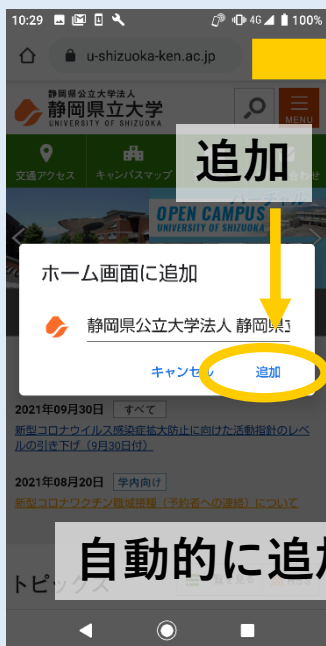 10:29
4G 100%
u-shizuoka-ken.ac.jp
静岡県公立大学法人
静岡県立大学
UNIVERSITY OF SHIZUOKA
MENU
交通アクセス
キャンパスマップ
追加
OPEN CAMPUS
UNIVERSITY OF SHIZUOKA
ホーム画面に追加
静岡県公立大学法人 静岡県立
キャンセル
追加
2021年09月30日 すべて
新型コロナウイルス感染症拡大防止に向けた活動指針のレベ
ルの引き下げ（9月30日付）
2021年08月20日 学内向け
新型コロナワクチン職域接種（予約者への連絡）について
自動的に追加
トピックス